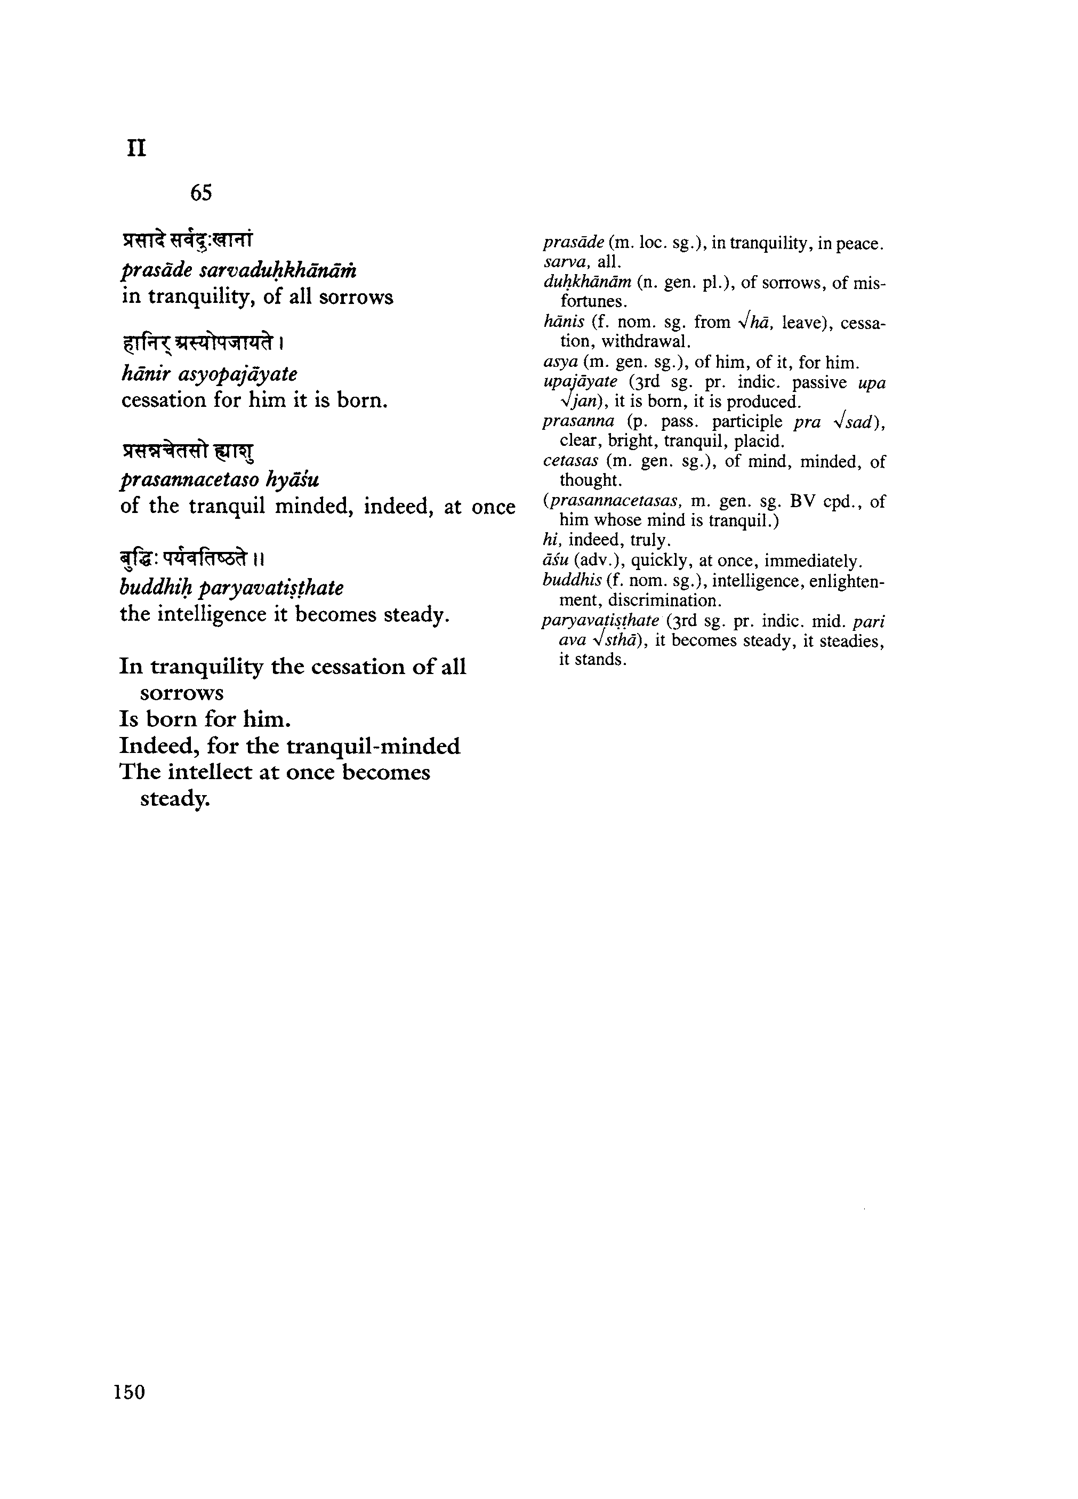 II
65
प्रसादे सर्वदुःखानां
prasāde sarvaduḥkhānāṁ
in tranquility, of all sorrows
हानिर् अस्योपजायते ।
hānir asyopajāyate
cessation for him it is born.
प्रसन्नचेतसो ह्याशु
prasannacetaso hyāśu
of the tranquil minded, indeed, at once
बुद्धिः पर्यवतिष्ठते ॥
buddhiḥ paryavatiṣṭhate
the intelligence it becomes steady.
In tranquility the cessation of all
sorrows
Is born for him.
Indeed, for the tranquil-minded
The intellect at once becomes
steady.
prasāde (m. loc. sg.), in tranquility, in peace.
sarva, all.
duḥkhānām (n. gen. pl.), of sorrows, of mis-
fortunes.
hānis (f. nom. sg. from √hā, leave), cessa-
tion, withdrawal.
asya (m. gen. sg.), of him, of it, for him.
upajāyate (3rd sg. pr. indic. passive upa
√jan), it is born, it is produced.
prasanna (p. pass. participle pra √sad),
clear, bright, tranquil, placid.
cetasas (m. gen. sg.), of mind, minded, of
thought.
(prasannacetasas, m. gen. sg. BV cpd., of
him whose mind is tranquil.)
hi, indeed, truly.
āśu (adv.), quickly, at once, immediately.
buddhis (f. nom. sg.), intelligence, enlighten-
ment, discrimination.
paryavatiṣṭhate (3rd sg. pr. indic. mid. pari
ava √sthā), it becomes steady, it steadies,
it stands.
150